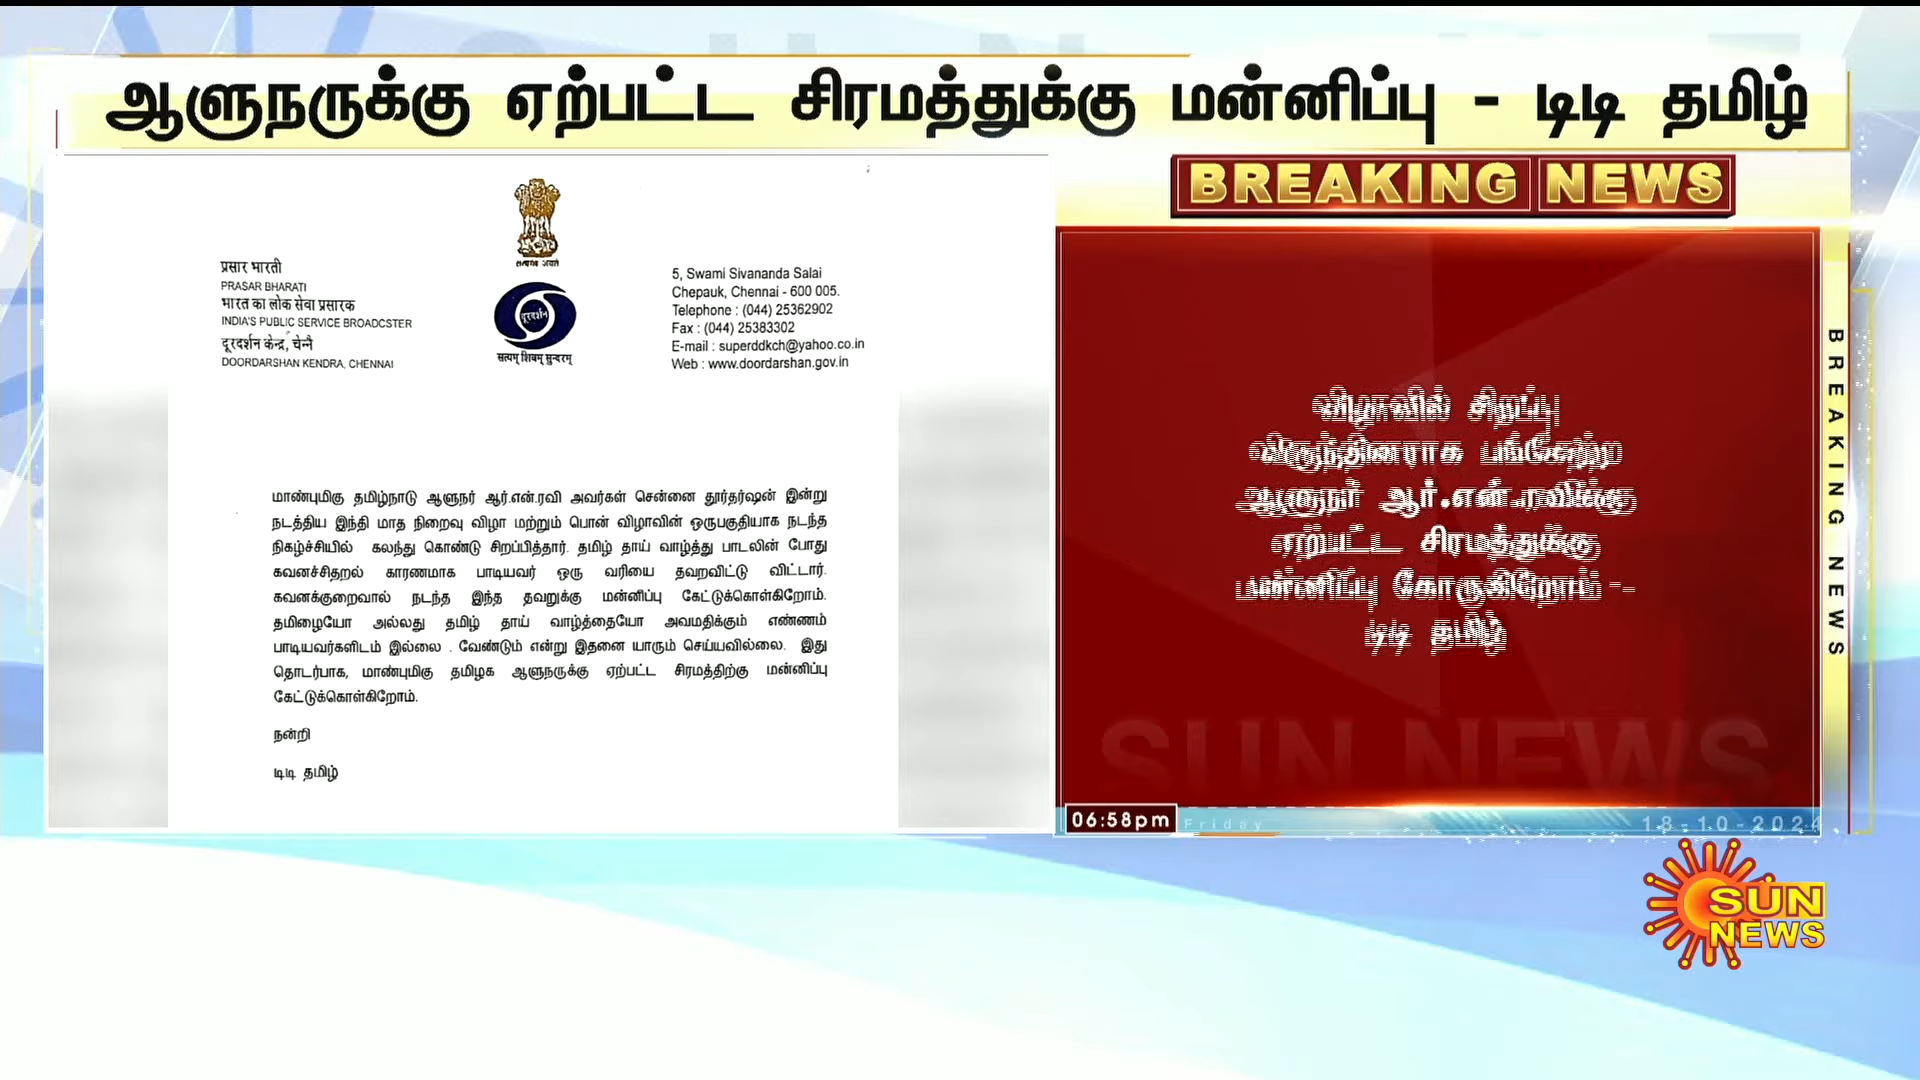 ஆளுநருக்கு ஏற்பட்ட சிரமத்துக்கு மன்னிப்பு - டிடி தமிழ்
BREAKING NEWS
प्रसार भारती
PRASAR BHARATI
भारत का लोक सेवा प्रसारक
INDIA'S PUBLIC SERVICE BROADCSTER
दूरदर्शन केन्द्र, चेन्नै
DOORDARSHAN KENDRA, CHENNAI
सत्यमेव जयते
दूरदर्शन
सत्यम् शिवम् सुन्दरम्
5, Swami Sivananda Salai
Chepauk, Chennai - 600 005.
Telephone : (044) 25362902
Fax : (044) 25383302
E-mail : superddkch@yahoo.co.in
Web : www.doordarshan.gov.in
மாண்புமிகு தமிழ்நாடு ஆளுநர் ஆர்.என்.ரவி அவர்கள் சென்னை தூர்தர்ஷன் இன்று
நடத்திய இந்தி மாத நிறைவு விழா மற்றும் பொன் விழாவின் ஒருபகுதியாக நடந்த
நிகழ்ச்சியில் கலந்து கொண்டு சிறப்பித்தார். தமிழ் தாய் வாழ்த்து பாடலின் போது
கவனச்சிதறல் காரணமாக பாடியவர் ஒரு வரியை தவறவிட்டு விட்டார்.
கவனக்குறைவால் நடந்த இந்த தவறுக்கு மன்னிப்பு கேட்டுக்கொள்கிறோம்.
தமிழையோ அல்லது தமிழ் தாய் வாழ்த்தையோ அவமதிக்கும் எண்ணம்
பாடியவர்களிடம் இல்லை . வேண்டும் என்று இதனை யாரும் செய்யவில்லை. இது
தொடர்பாக, மாண்புமிகு தமிழக ஆளுநருக்கு ஏற்பட்ட சிரமத்திற்கு மன்னிப்பு
கேட்டுக்கொள்கிறோம்.
நன்றி
டிடி தமிழ்
விழாவில் சிறப்பு
விருந்தினராக பங்கேற்ற
ஆளுநர் ஆர்.என்.ரவிக்கு
ஏற்பட்ட சிரமத்துக்கு
மன்னிப்பு கோருகிறோம் -
டிடி தமிழ்
SUN NEWS
06:58pm Friday 18-10-2024
BREAKING NEWS
SUN
NEWS